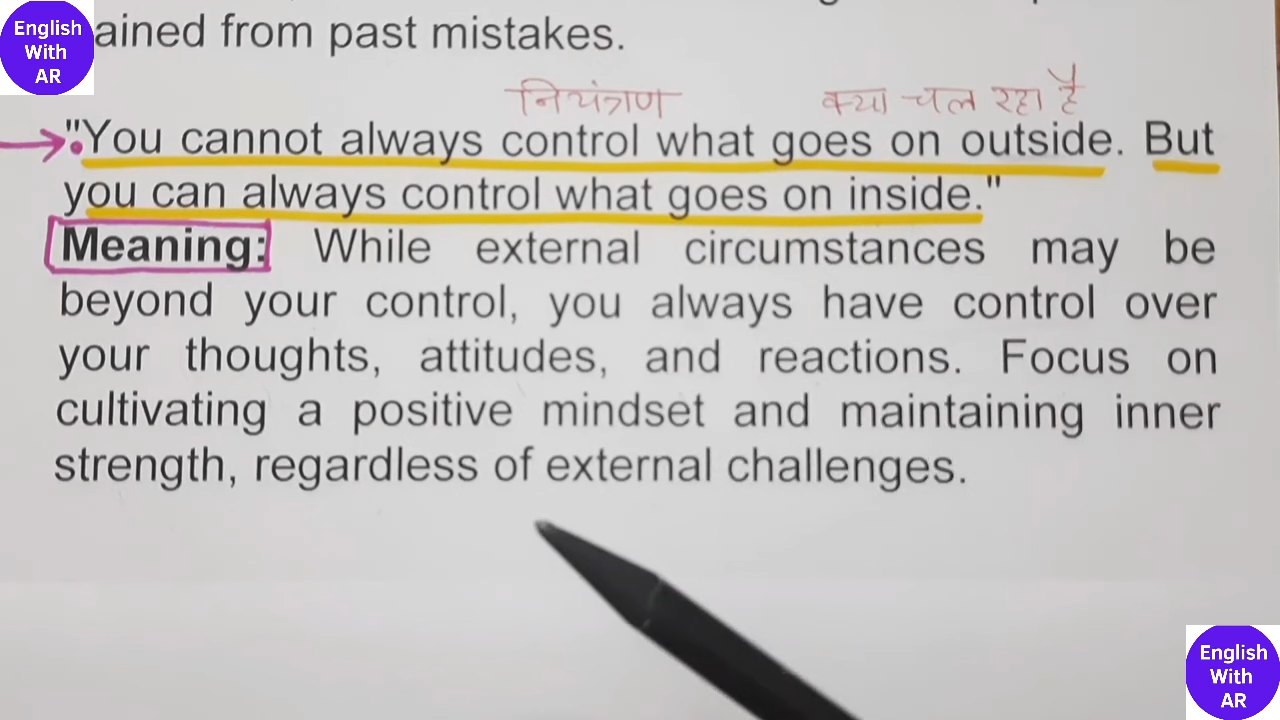 English
With
AR
ained from past mistakes.
नियंत्रण क्या चल रहा है
"You cannot always control what goes on outside. But
you can always control what goes on inside."
Meaning: While external circumstances may be
beyond your control, you always have control over
your thoughts, attitudes, and reactions. Focus on
cultivating a positive mindset and maintaining inner
strength, regardless of external challenges.
English
With
AR